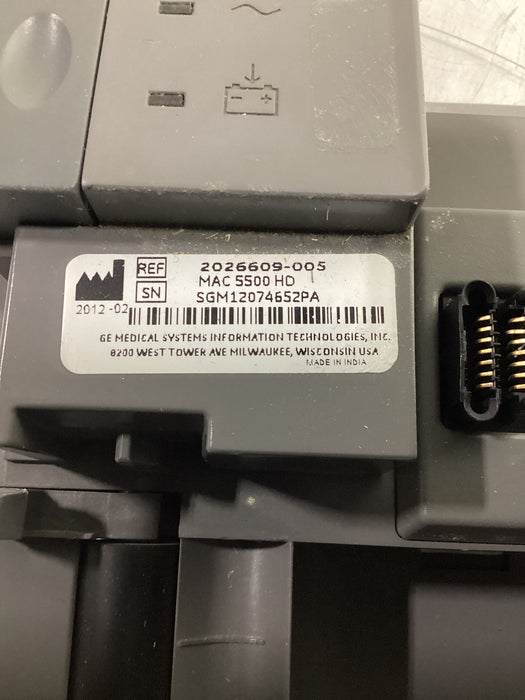 REF 2026609-005
MAC 5500 HD
SN SGM12074652PA
2012-02
GE MEDICAL SYSTEMS INFORMATION TECHNOLOGIES, INC.
8200 WEST TOWER AVE MILWAUKEE, WISCONSIN USA
MADE IN INDIA